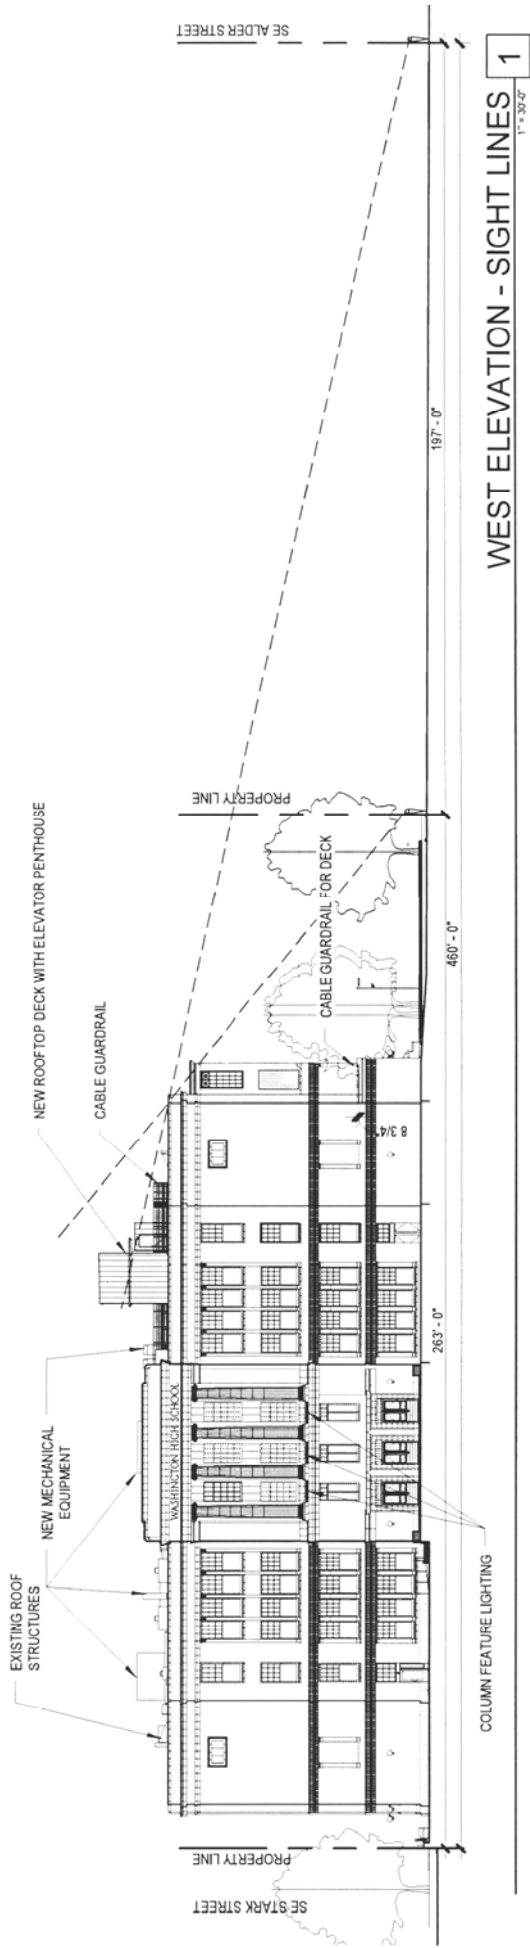 EXISTING ROOF
STRUCTURES
NEW MECHANICAL
EQUIPMENT
NEW ROOFTOP DECK WITH ELEVATOR PENTHOUSE
CABLE GUARDRAIL
SE ALDER STREET
PROPERTY LINE
WASHINGTON HIGH SCHOOL
CABLE GUARDRAIL FOR DECK
8 3/4"
PROPERTY LINE
SE STARK STREET
263' - 0"
197' - 0"
460' - 0"
COLUMN FEATURE LIGHTING
WEST ELEVATION - SIGHT LINES
1
1" = 30'-0"